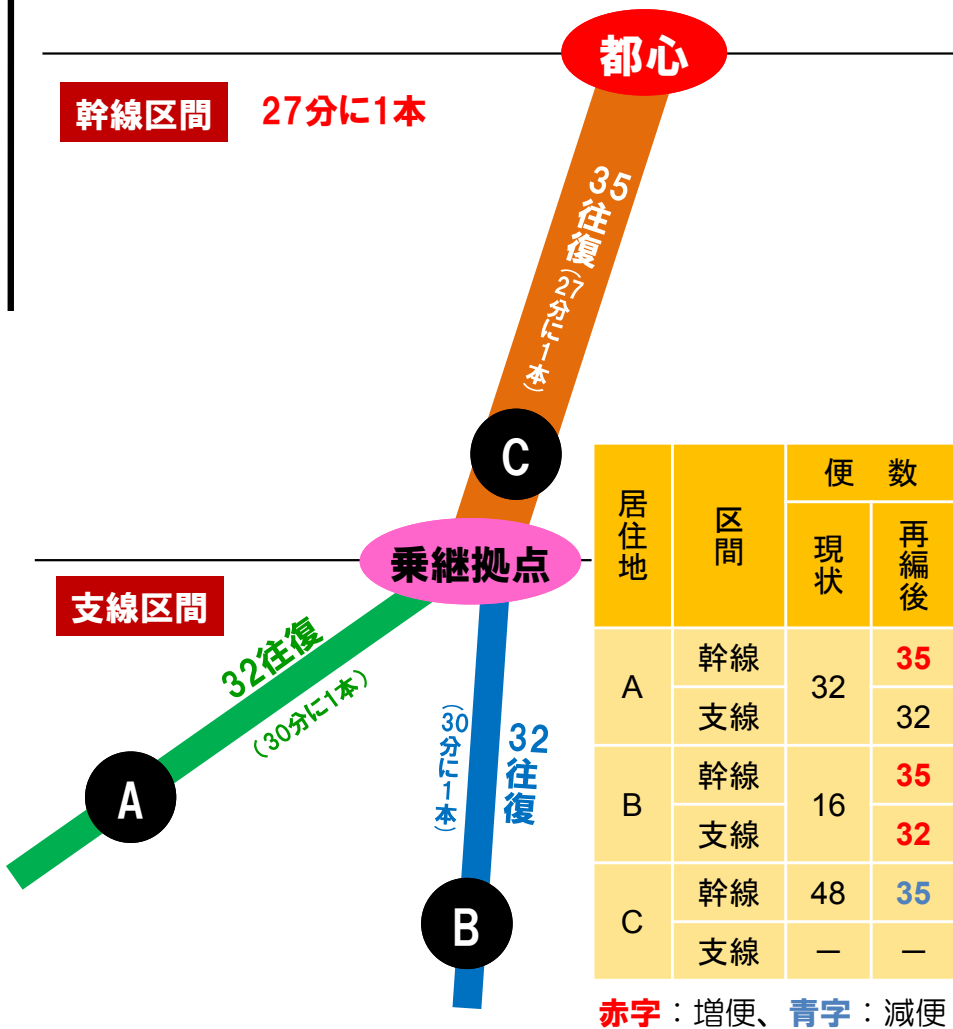 都心
幹線区間 27分に1本
35往復(27分に1本)
C
乗継拠点
支線区間
32往復
(30分に1本)
A
32往復
(30分に1本)
B
居住地 区間 便 数
現状 再編後
A 幹線 32 35
支線 32
B 幹線 16 35
支線 32
C 幹線 48 35
支線 － －
赤字：増便、青字：減便